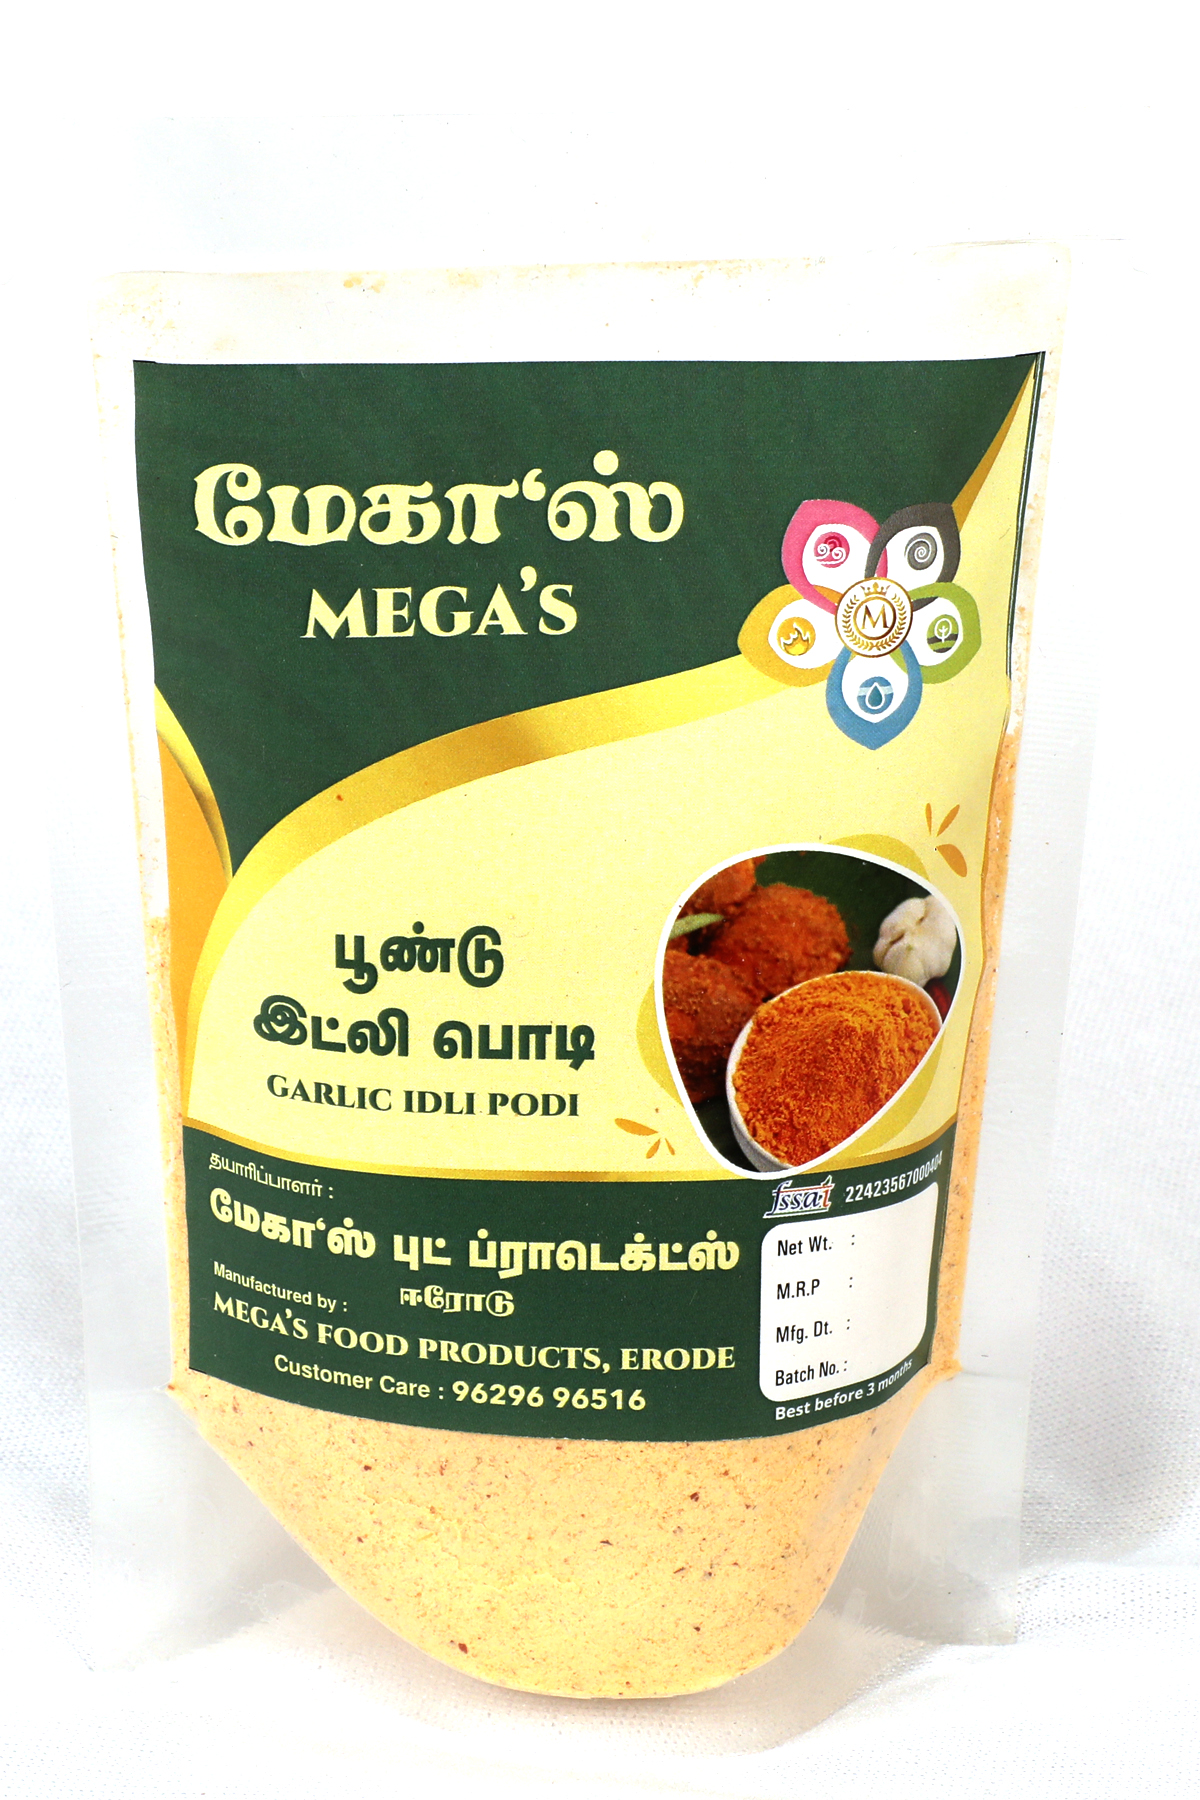 மேகா‘ஸ்
MEGA’S
M
பூண்டு
இட்லி பொடி
GARLIC IDLI PODI
தயாரிப்பாளர் :
மேகா‘ஸ் புட் ப்ராடெக்ட்ஸ்
ஈரோடு
Manufactured by :
MEGA’S FOOD PRODUCTS, ERODE
Customer Care : 96296 96516
fssai 22423567000404
Net Wt. :
M.R.P :
Mfg. Dt. :
Batch No. :
Best before 3 months